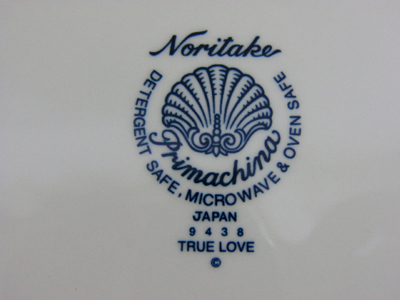 Noritake
Primachina
DETERGENT SAFE, MICROWAVE & OVEN SAFE
JAPAN
9438
TRUE LOVE